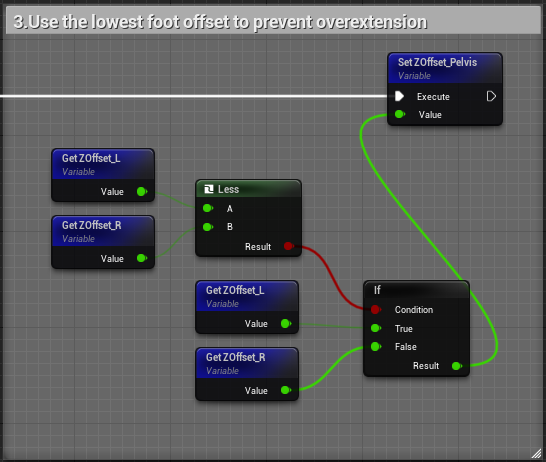 3.Use the lowest foot offset to prevent overextension
Set ZOffset_Pelvis
Variable
Execute
Value
Get ZOffset_L
Variable
Value
Get ZOffset_R
Variable
Value
Less
A
B
Result
Get ZOffset_L
Variable
Value
Get ZOffset_R
Variable
Value
If
Condition
True
False
Result